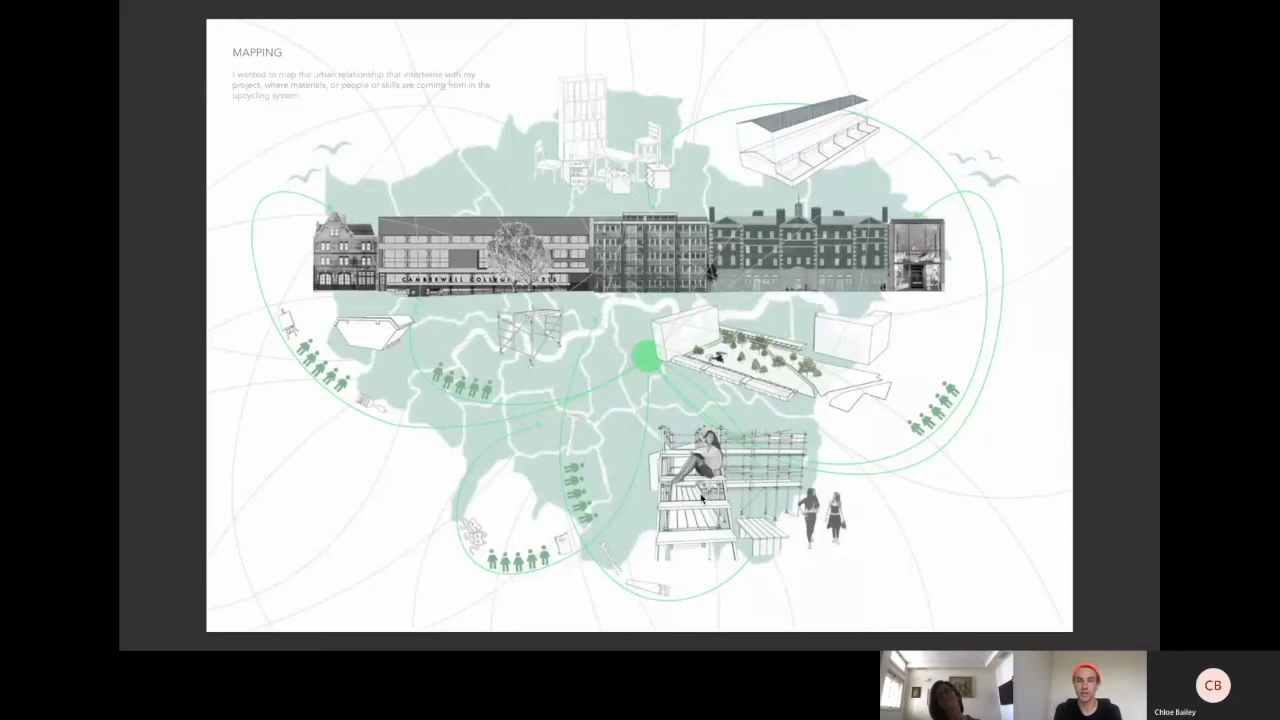 MAPPING
I wanted to map the urban relationship that intertwine with my
project, where materials, or people or skills are coming from in the
upcycling system.
CAMBERWELL COLLEGE ARTS
CB
Chloe Bailey